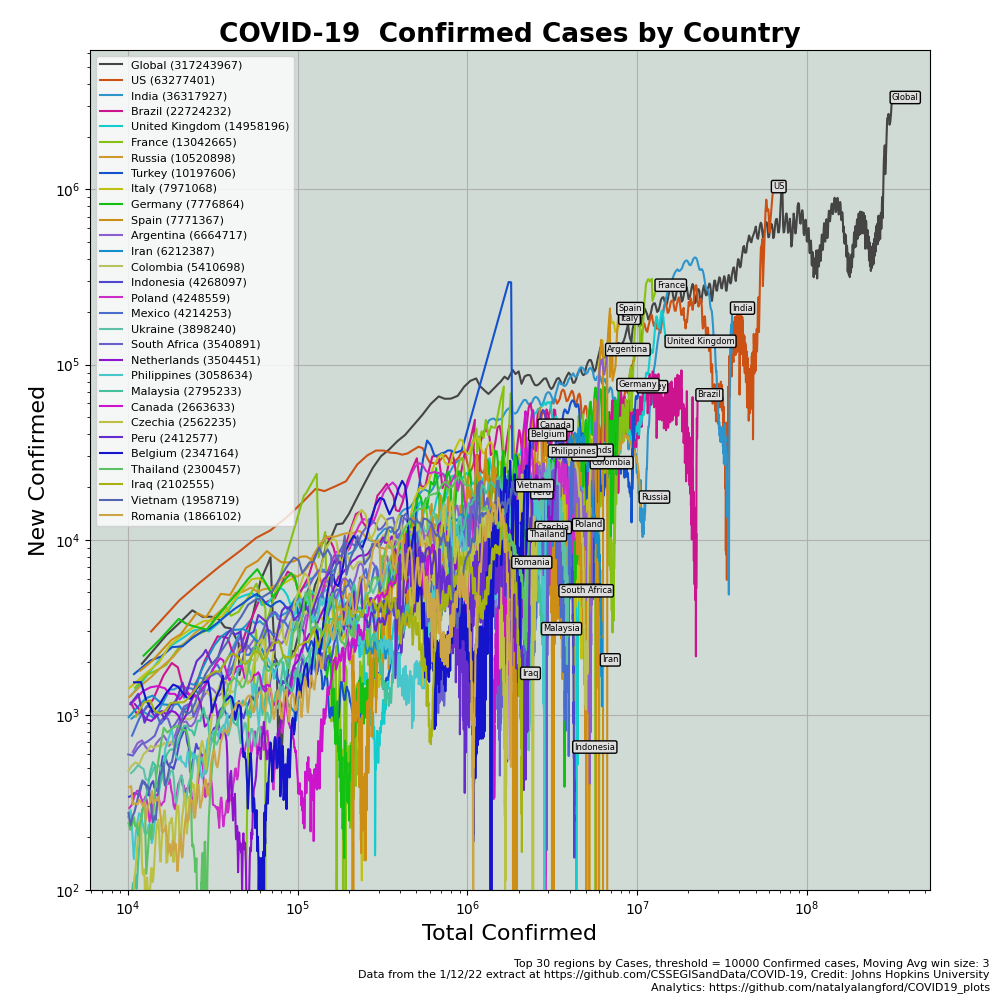 COVID-19  Confirmed Cases by Country
Global (317243967)
US (63277401)
India (36317927)
Brazil (22724232)
United Kingdom (14958196)
France (13042665)
Russia (10520898)
Turkey (10197606)
Italy (7971068)
Germany (7776864)
Spain (7771367)
Argentina (6664717)
Iran (6212387)
Colombia (5410698)
Indonesia (4268097)
Poland (4248559)
Mexico (4214253)
Ukraine (3898240)
South Africa (3540891)
Netherlands (3504451)
Philippines (3058634)
Malaysia (2795233)
Canada (2663633)
Czechia (2562235)
Peru (2412577)
Belgium (2347164)
Thailand (2300457)
Iraq (2102555)
Vietnam (1958719)
Romania (1866102)
Global
US
France
Spain
Italy
India
United Kingdom
Argentina
Germany
Brazil
Canada
Belgium
Philippines
Colombia
Vietnam
Peru
Russia
Czechia
Poland
Thailand
Romania
South Africa
Malaysia
Iran
Iraq
Indonesia
10^6
10^5
10^4
10^3
10^2
New Confirmed
10^4 10^5 10^6 10^7 10^8
Total Confirmed
Top 30 regions by Cases, threshold = 10000 Confirmed cases, Moving Avg win size: 3
Data from the 1/12/22 extract at https://github.com/CSSEGISandData/COVID-19, Credit: Johns Hopkins University
Analytics: https://github.com/natalyalangford/COVID19_plots